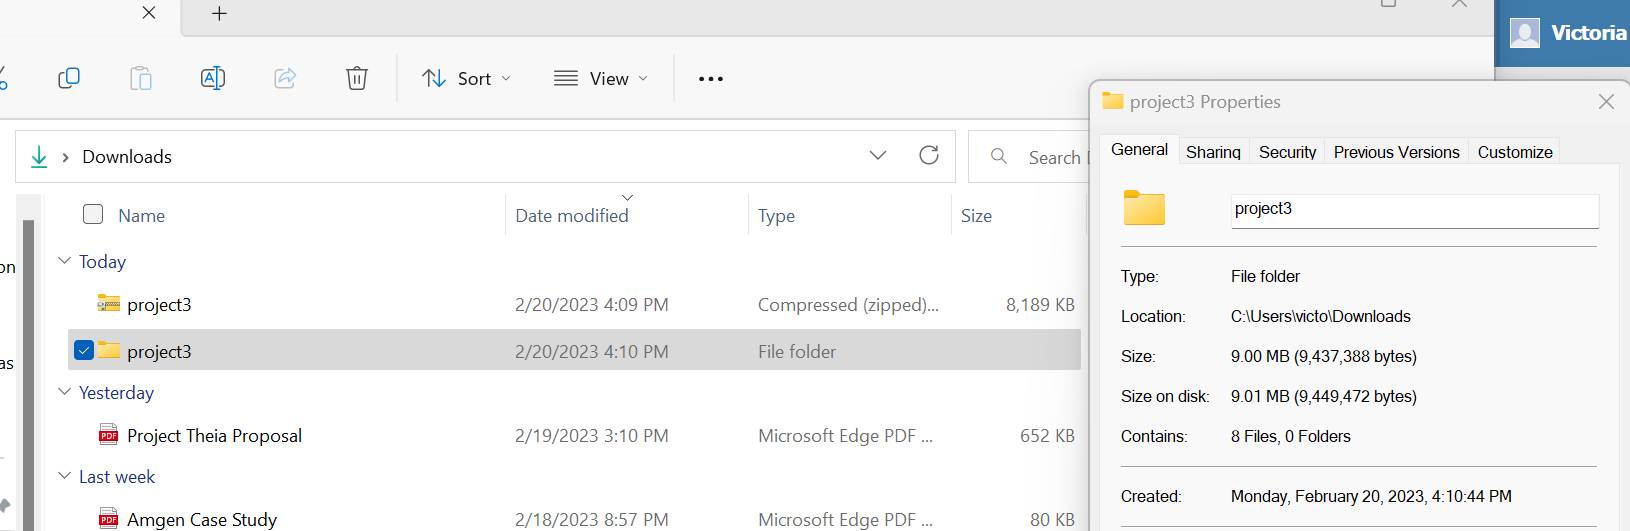 Victoria
Sort
View
Downloads
Search
Name
Date modified
Type
Size
Today
project3
2/20/2023 4:09 PM
Compressed (zipped)...
8,189 KB
project3
2/20/2023 4:10 PM
File folder
Yesterday
Project Theia Proposal
2/19/2023 3:10 PM
Microsoft Edge PDF ...
652 KB
Last week
Amgen Case Study
2/18/2023 8:57 PM
Microsoft Edge PDF ...
80 KB
on
as
project3 Properties
General
Sharing
Security
Previous Versions
Customize
project3
Type: File folder
Location: C:\Users\victo\Downloads
Size: 9.00 MB (9,437,388 bytes)
Size on disk: 9.01 MB (9,449,472 bytes)
Contains: 8 Files, 0 Folders
Created: Monday, February 20, 2023, 4:10:44 PM